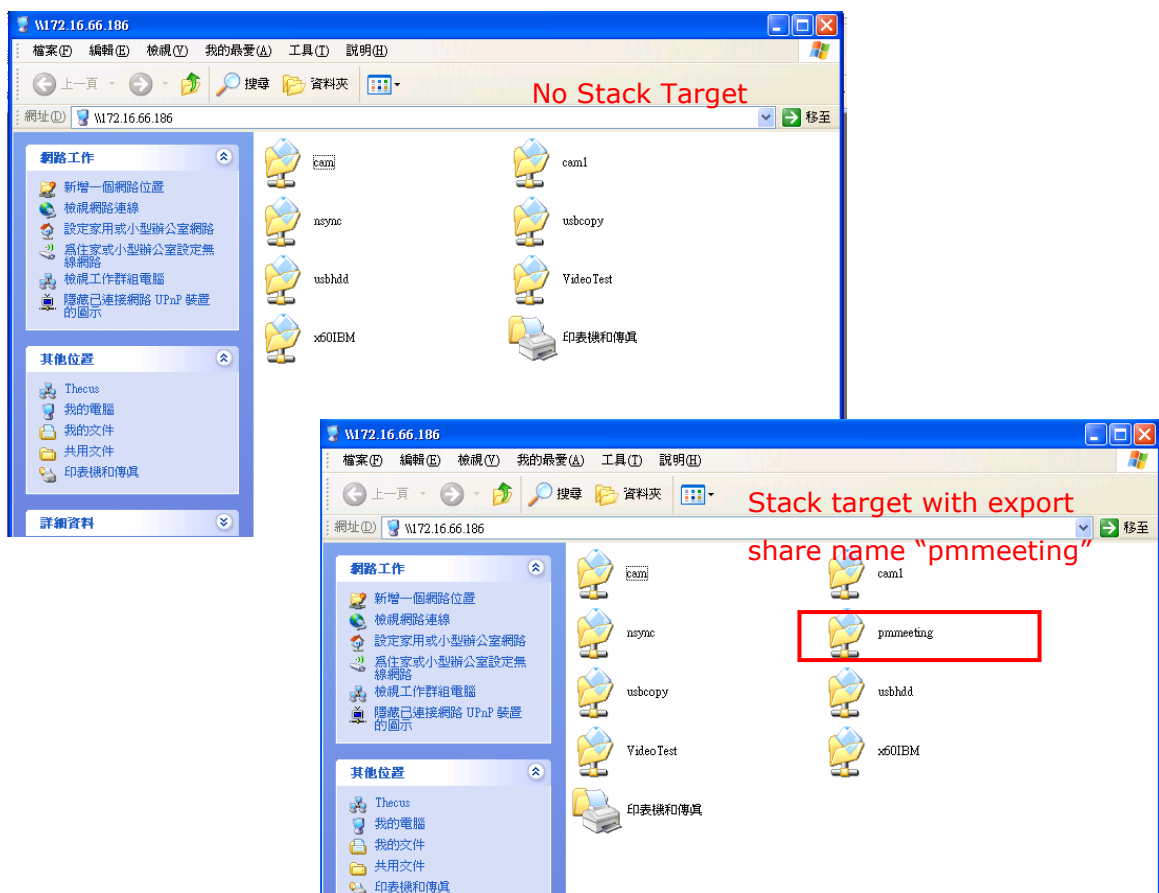 \\172.16.66.186
檔案(F) 編輯(E) 檢視(V) 我的最愛(A) 工具(T) 說明(H)
上一頁 搜尋 資料夾
No Stack Target
網址(D) \\172.16.66.186 移至
網路工作
新增一個網路位置
檢視網路連線
設定家用或小型辦公室網路
為住家或小型辦公室設定無
線網路
檢視工作群組電腦
隱藏已連接網路 UPnP 裝置
的圖示
其他位置
Thecus
我的電腦
我的文件
共用文件
印表機和傳真
詳細資料
cam cam1
nsync usbcopy
usbhdd VideoTest
x60IBM 印表機和傳真
\\172.16.66.186
檔案(F) 編輯(E) 檢視(V) 我的最愛(A) 工具(T) 說明(H)
上一頁 搜尋 資料夾
Stack target with export
share name “pmmeeting”
網址(D) \\172.16.66.186 移至
網路工作
新增一個網路位置
檢視網路連線
設定家用或小型辦公室網路
為住家或小型辦公室設定無
線網路
檢視工作群組電腦
隱藏已連接網路 UPnP 裝置
的圖示
其他位置
Thecus
我的電腦
我的文件
共用文件
印表機和傳真
cam cam1
nsync pmmeeting
usbcopy usbhdd
VideoTest x60IBM
印表機和傳真